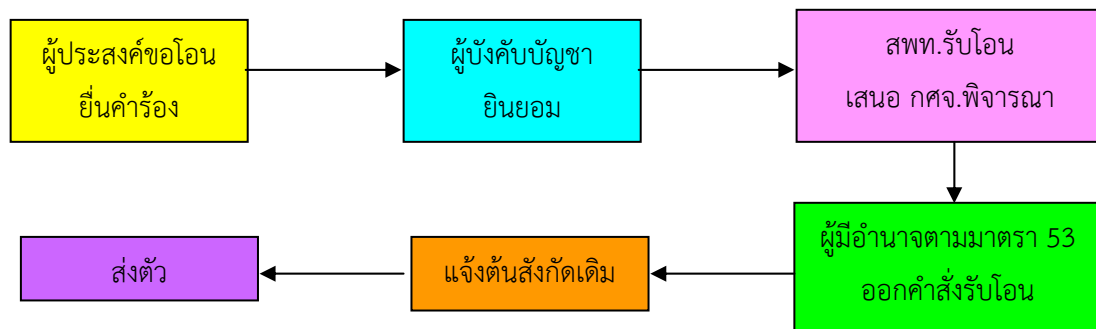 ผู้ประสงค์ขอโอน
ยื่นคำร้อง
ผู้บังคับบัญชา
ยินยอม
สพท.รับโอน
เสนอ กศจ.พิจารณา
ผู้มีอำนาจตามมาตรา 53
ออกคำสั่งรับโอน
แจ้งต้นสังกัดเดิม
ส่งตัว